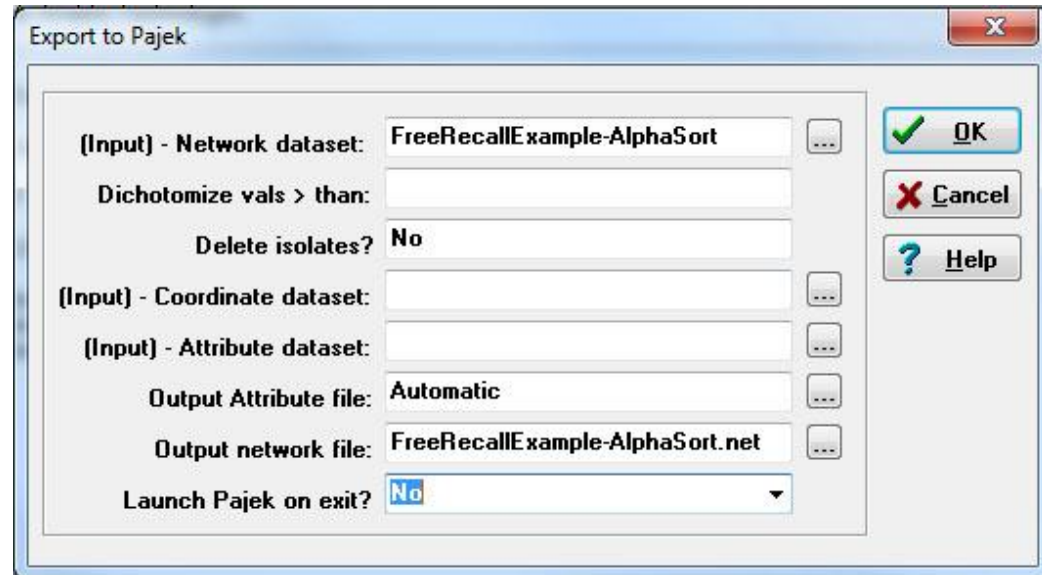 Export to Pajek
(Input) - Network dataset: FreeRecallExample-AlphaSort ... OK
Dichotomize vals > than:
Cancel
Delete isolates? No
Help
(Input) - Coordinate dataset: ...
(Input) - Attribute dataset: ...
Output Attribute file: Automatic ...
Output network file: FreeRecallExample-AlphaSort.net ...
Launch Pajek on exit? No